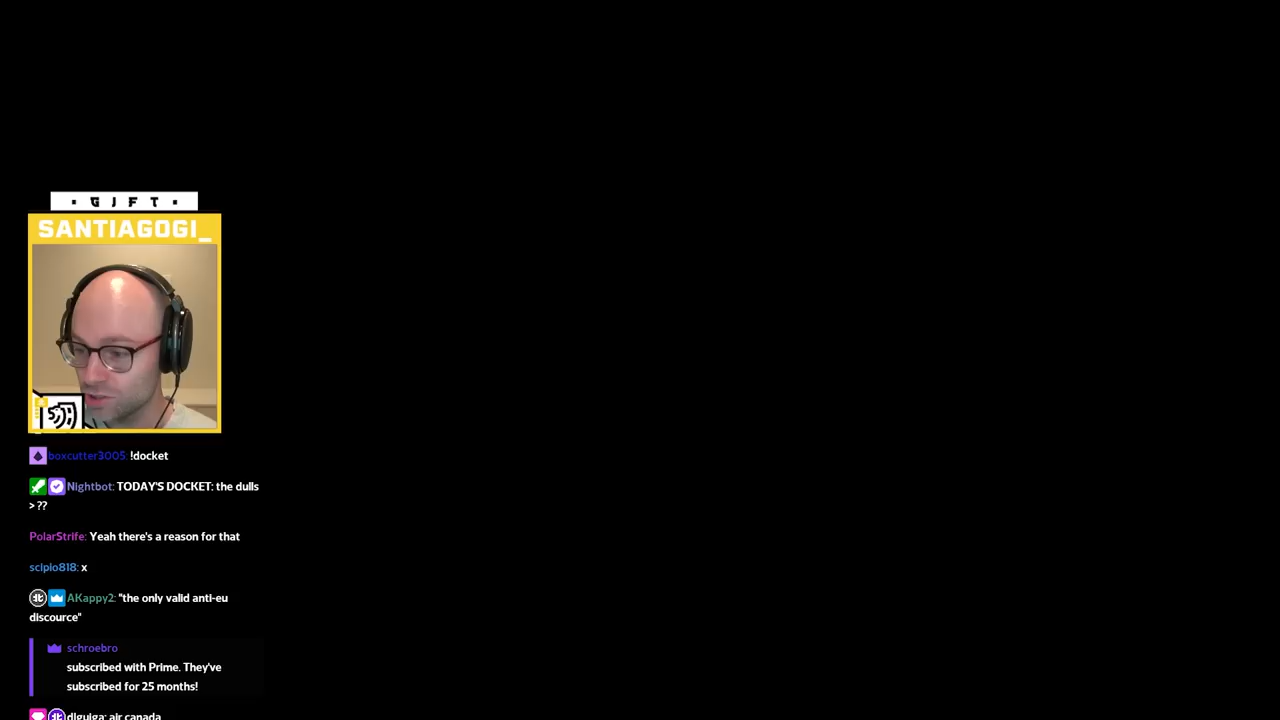 GIFT
SANTIAGOGI_
boxcutter3005: !docket
Nightbot: TODAY'S DOCKET: the dulls
> ??
PolarStrife: Yeah there's a reason for that
scipio818: x
AKappy2: "the only valid anti-eu
discource"
schroebro
subscribed with Prime. They've
subscribed for 25 months!
dlguiga: air canada